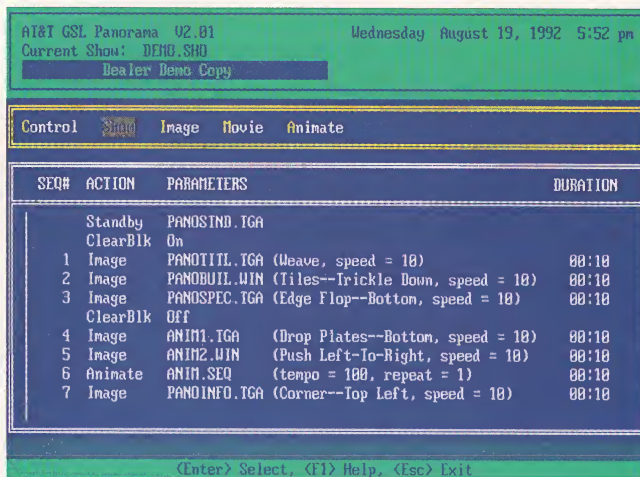 AT&T GSL Panorama V2.01 Wednesday August 19, 1992 5:52 pm
Current Show: DEMO.SHO
Dealer Demo Copy
Control Show Image Movie Animate
SEQ# ACTION PARAMETERS DURATION
Standby PANOSTND.TGA
ClearBlk On
1 Image PANOTITL.TGA (Weave, speed = 10) 00:10
2 Image PANOBUIL.WIN (Tiles--Trickle Down, speed = 10) 00:10
3 Image PANOSPEC.TGA (Edge Flop--Bottom, speed = 10) 00:10
ClearBlk Off
4 Image ANIM1.TGA (Drop Plates--Bottom, speed = 10) 00:10
5 Image ANIM2.WIN (Push Left-To-Right, speed = 10) 00:10
6 Animate ANIM.SEQ (tempo = 100, repeat = 1) 00:10
7 Image PANOINFO.TGA (Corner--Top Left, speed = 10) 00:10
<Enter> Select, <F1> Help, <Esc> Exit